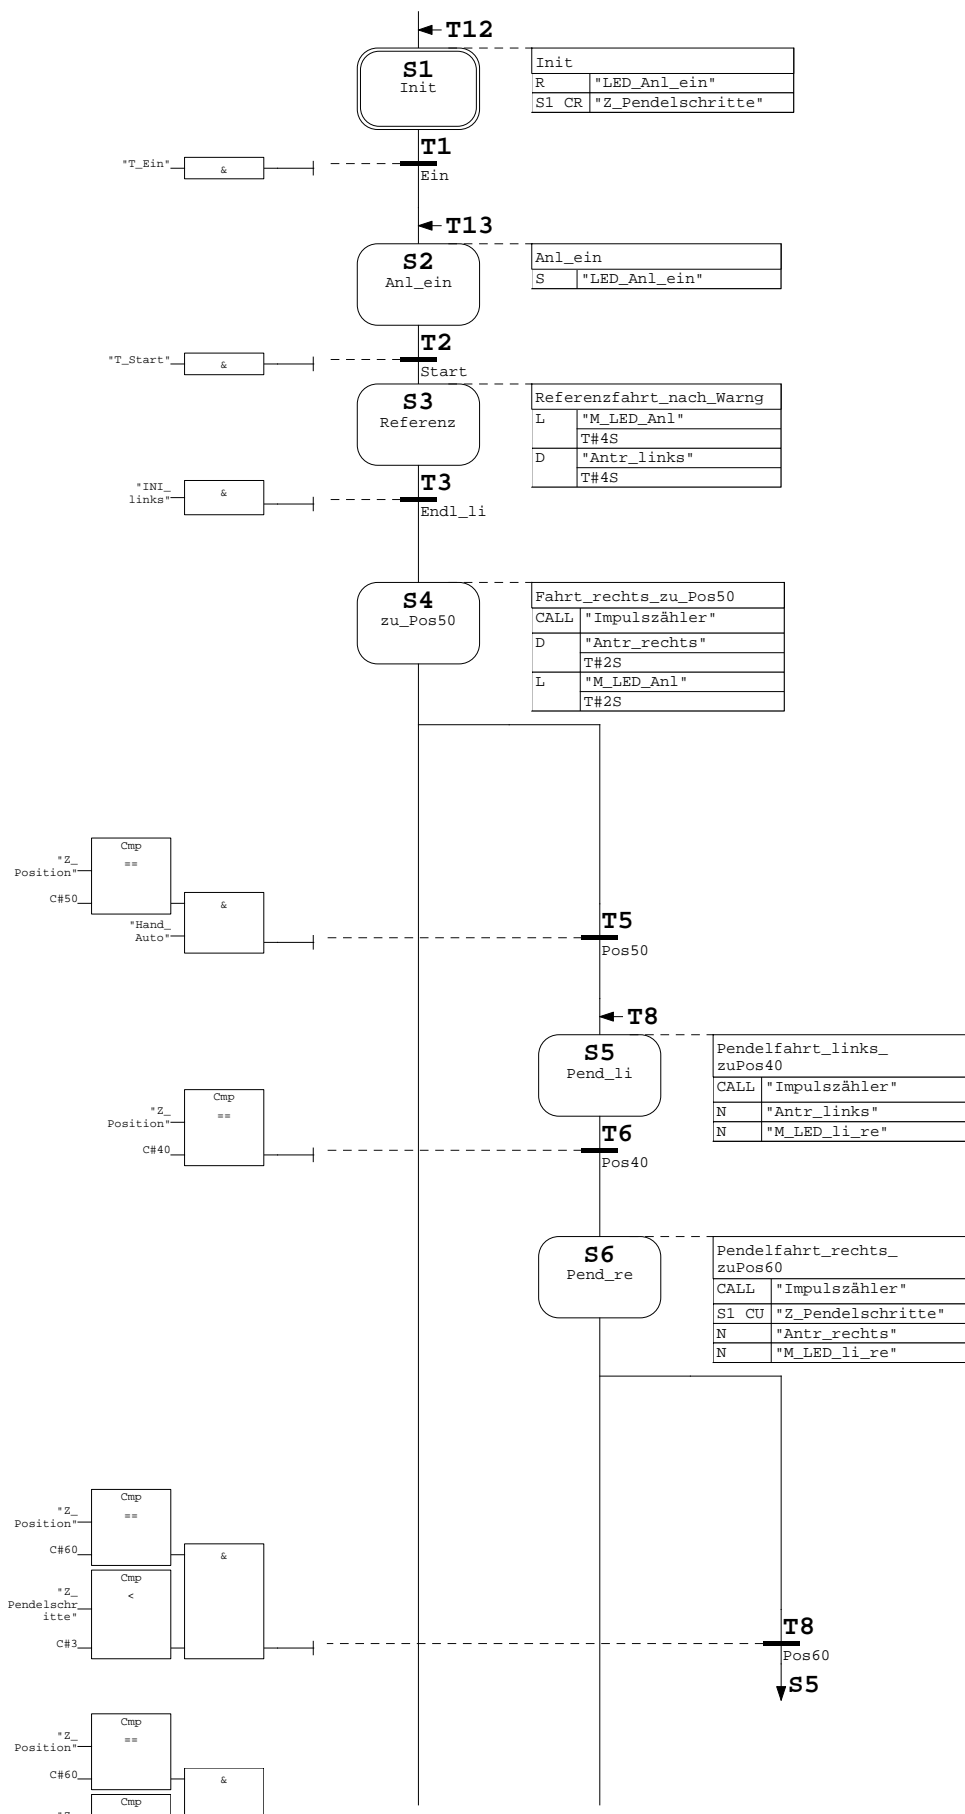 T12
S1
Init
Init
R "LED_Anl_ein"
S1 CR "Z_Pendelschritte"
T1
"T_Ein"
&
Ein
T13
S2
Anl_ein
Anl_ein
S "LED_Anl_ein"
T2
"T_Start"
&
Start
S3
Referenz
Referenzfahrt_nach_Warng
L "M_LED_Anl"
T#4S
D "Antr_links"
T#4S
T3
"INI_
links"
&
Endl_li
S4
zu_Pos50
Fahrt_rechts_zu_Pos50
CALL "Impulszähler"
D "Antr_rechts"
T#2S
L "M_LED_Anl"
T#2S
Cmp
==
"Z_
Position"
C#50
&
"Hand_
Auto"
T5
Pos50
T8
S5
Pend_li
Pendelfahrt_links_
zuPos40
CALL "Impulszähler"
N "Antr_links"
N "M_LED_li_re"
Cmp
==
"Z_
Position"
C#40
T6
Pos40
S6
Pend_re
Pendelfahrt_rechts_
zuPos60
CALL "Impulszähler"
S1 CU "Z_Pendelschritte"
N "Antr_rechts"
N "M_LED_li_re"
Cmp
==
"Z_
Position"
C#60
&
Cmp
<
"Z_
Pendelschr
itte"
C#3
T8
Pos60
S5
Cmp
==
"Z_
Position"
C#60
&
Cmp